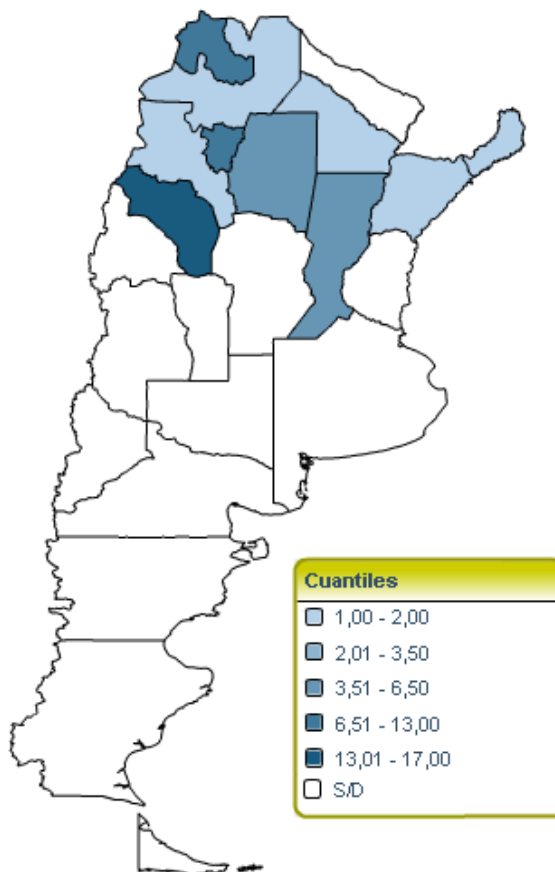 Cuantiles
1,00 - 2,00
2,01 - 3,50
3,51 - 6,50
6,51 - 13,00
13,01 - 17,00
S/D